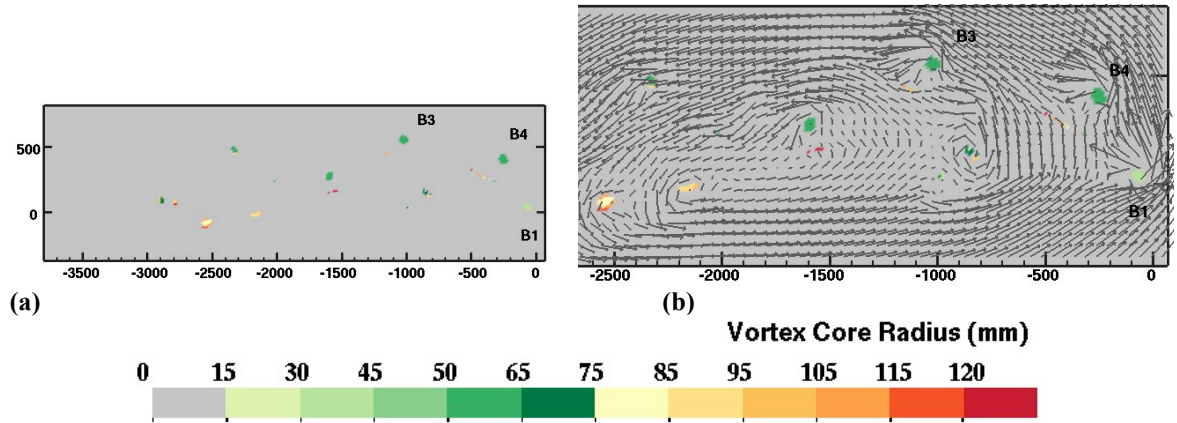 B3
B4
B1
500
0
-3500 -3000 -2500 -2000 -1500 -1000 -500 0
(a)
B3
B4
B1
-2500 -2000 -1500 -1000 -500 0
(b)
Vortex Core Radius (mm)
0 15 30 45 50 65 75 85 95 105 115 120